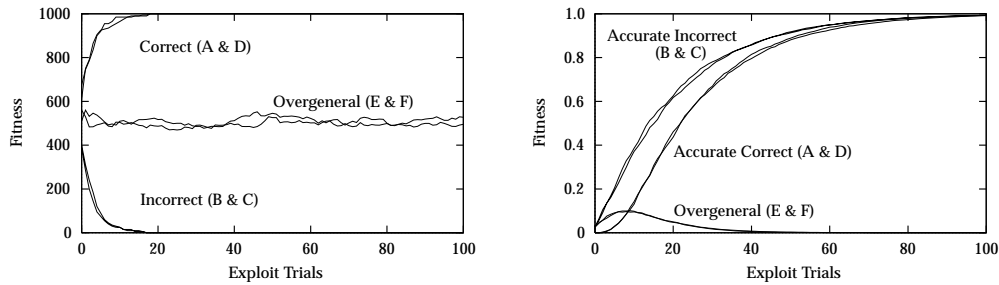 1000
800
600
400
200
0
Fitness
Correct (A & D)
Overgeneral (E & F)
Incorrect (B & C)
0 20 40 60 80 100
Exploit Trials
1.0
0.8
0.6
0.4
0.2
0
Fitness
Accurate Incorrect
(B & C)
Accurate Correct (A & D)
Overgeneral (E & F)
0 20 40 60 80 100
Exploit Trials